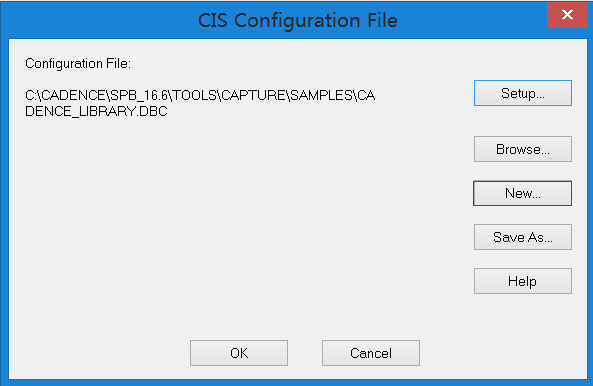 CIS Configuration File
Configuration File:
C:\CADENCE\SPB_16.6\TOOLS\CAPTURE\SAMPLES\CA
DENCE_LIBRARY.DBC
Setup...
Browse...
New...
Save As...
Help
OK
Cancel